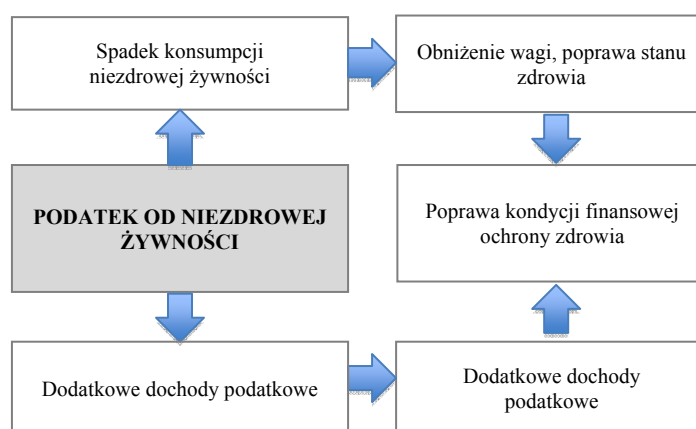 Spadek konsumpcji
niezdrowej żywności
Obniżenie wagi, poprawa stanu
zdrowia
PODATEK OD NIEZDROWEJ
ŻYWNOŚCI
Poprawa kondycji finansowej
ochrony zdrowia
Dodatkowe dochody podatkowe
Dodatkowe dochody
podatkowe